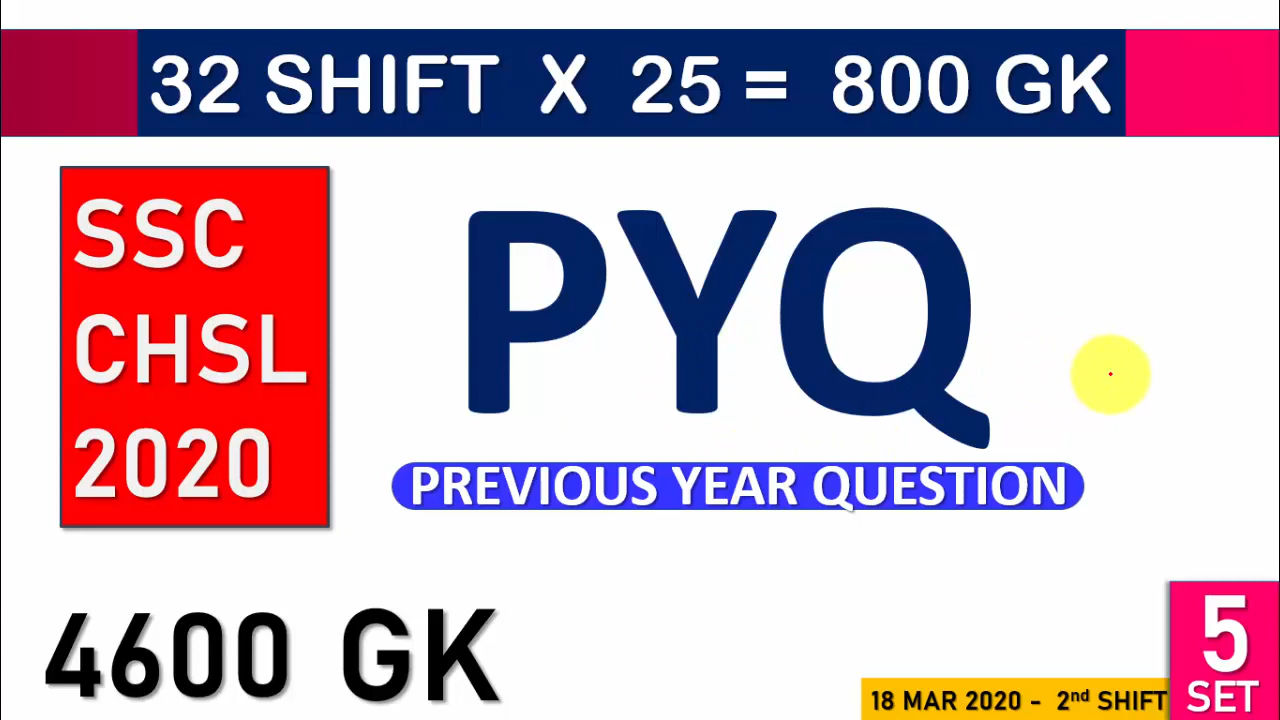 32 SHIFT X 25 = 800 GK
SSC
CHSL
2020
PYQ
PREVIOUS YEAR QUESTION
4600 GK
18 MAR 2020 - 2nd SHIFT
5
SET